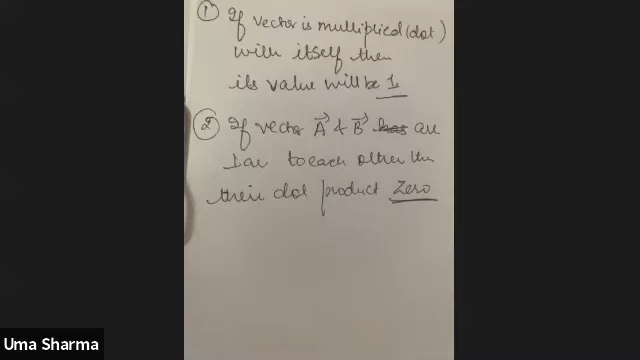 ① If vector is multiplied (dot)
with itself then
its value will be 1
② If vector A & B has are
⊥ar to each other then
their dot product Zero
Uma Sharma